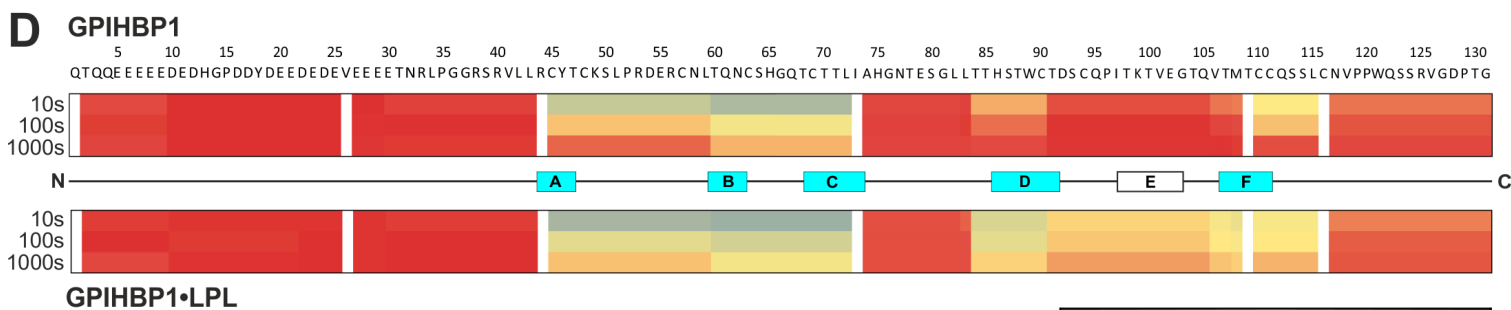 D GPIHBP1
5 10 15 20 25 30 35 40 45 50 55 60 65 70 75 80 85 90 95 100 105 110 115 120 125 130
QTQQEEEEEDEDHGPDDYDEEDEDEVEEEETNRLPGGRSRVLLRCYTCKSLPRDERCNLTQNCSHGQTCTTLIAHGNTESGLLTTHSTWCTDSCQPITKTVEGTQVTMTCCQSSLCNVPPWQSSRVGDPTG
10s
100s
1000s
N A B C D E F C
10s
100s
1000s
GPIHBP1•LPL